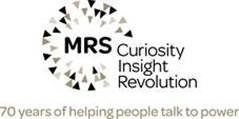 MRS Curiosity
Insight
Revolution
70 years of helping people talk to power